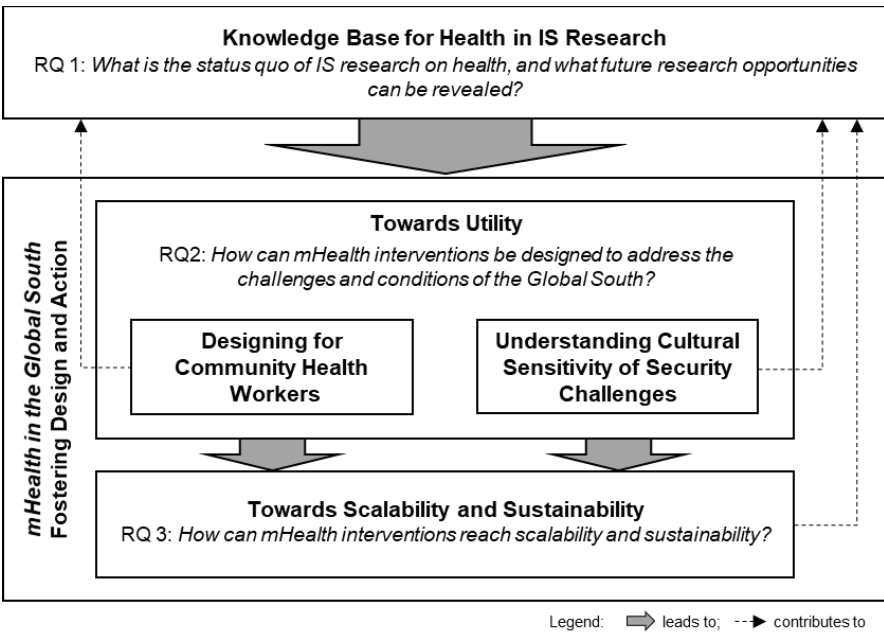 Knowledge Base for Health in IS Research
RQ 1: What is the status quo of IS research on health, and what future research opportunities
can be revealed?
mHealth in the Global South
Fostering Design and Action
Towards Utility
RQ2: How can mHealth interventions be designed to address the
challenges and conditions of the Global South?
Designing for
Community Health
Workers
Understanding Cultural
Sensitivity of Security
Challenges
Towards Scalability and Sustainability
RQ 3: How can mHealth interventions reach scalability and sustainability?
Legend: leads to; contributes to